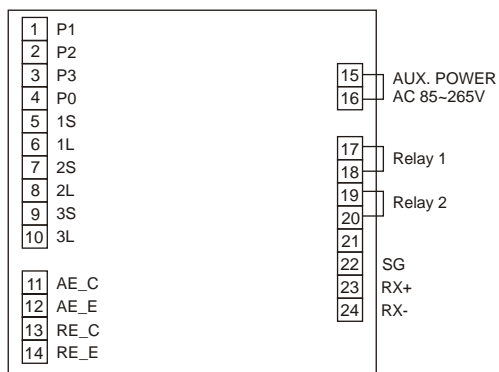 1 P1
2 P2
3 P3
4 P0
5 1S
6 1L
7 2S
8 2L
9 3S
10 3L
11 AE_C
12 AE_E
13 RE_C
14 RE_E
15 AUX. POWER
16 AC 85~265V
17
Relay 1
18
19
Relay 2
20
21
22 SG
23 RX+
24 RX-